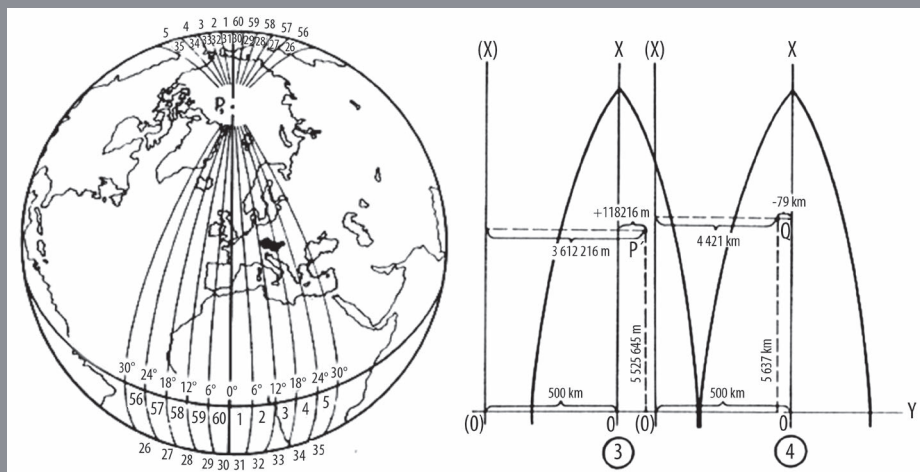 5 4 3 2 1 60 59 58 57 56
35 34 33 32 31 30 29 28 27 26
P
30° 24° 18° 12° 6° 0° 6° 12° 18° 24° 30°
56 57 58 59 60 1 2 3 4 5
26 27 28 29 30 31 32 33 34 35
(X) X (X) X
+118216 m
-79 km
3 612 216 m
P´
4 421 km
Q
5 525 645 m
5 637 km
500 km
500 km
(0) 0 (0) 0
Y
3 4